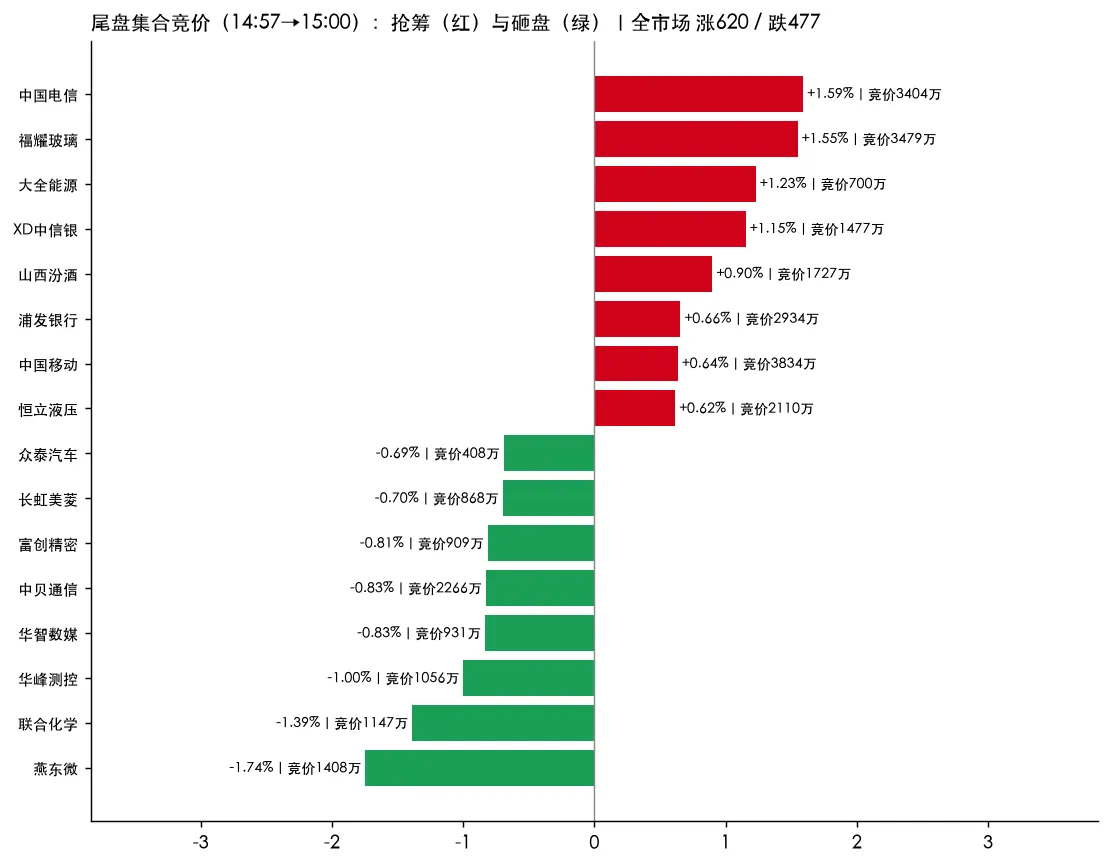 尾盘集合竞价（14:57→15:00）：抢筹（红）与砸盘（绿）|全市场 涨620 / 跌477
中国电信 +1.59% | 竞价3404万
福耀玻璃 +1.55% | 竞价3479万
大全能源 +1.23% | 竞价700万
XD中信银 +1.15% | 竞价1477万
山西汾酒 +0.90% | 竞价1727万
浦发银行 +0.66% | 竞价2934万
中国移动 +0.64% | 竞价3834万
恒立液压 +0.62% | 竞价2110万
众泰汽车 -0.69% | 竞价408万
长虹美菱 -0.70% | 竞价868万
富创精密 -0.81% | 竞价909万
中贝通信 -0.83% | 竞价2266万
华智数媒 -0.83% | 竞价931万
华峰测控 -1.00% | 竞价1056万
联合化学 -1.39% | 竞价1147万
燕东微 -1.74% | 竞价1408万
-3 -2 -1 0 1 2 3